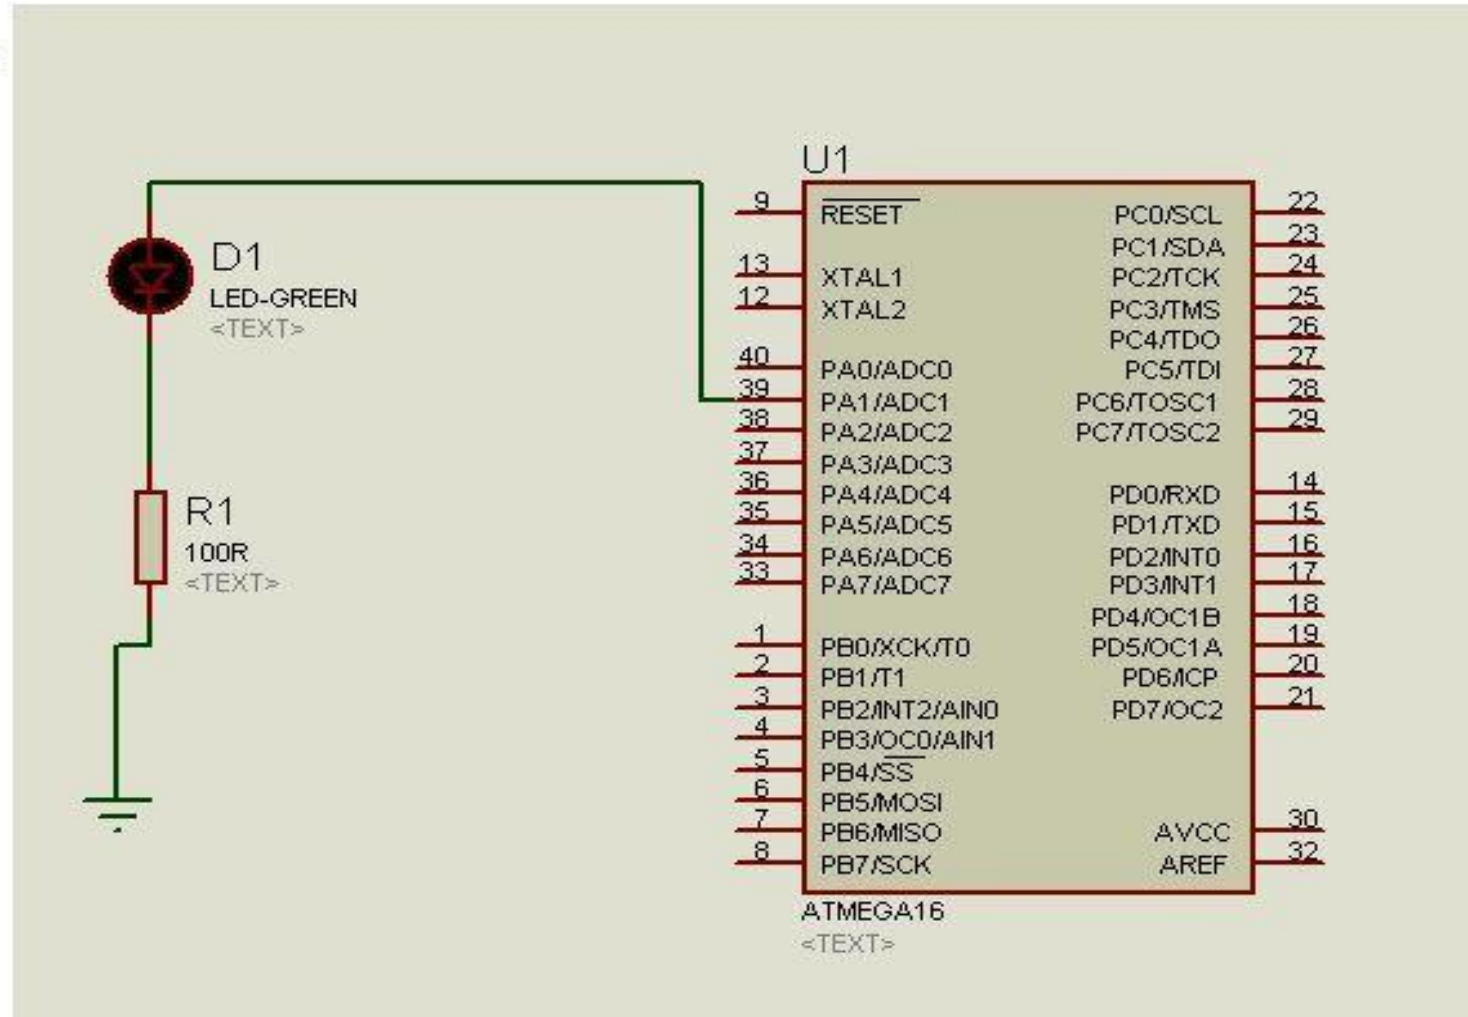 U1
9
RESET
PC0/SCL
22
PC1/SDA
23
13
XTAL1
PC2/TCK
24
12
XTAL2
PC3/TMS
25
PC4/TDO
26
40
PA0/ADC0
PC5/TDI
27
39
PA1/ADC1
PC6/TOSC1
28
38
PA2/ADC2
PC7/TOSC2
29
37
PA3/ADC3
36
PA4/ADC4
PD0/RXD
14
35
PA5/ADC5
PD1/TXD
15
34
PA6/ADC6
PD2/INT0
16
33
PA7/ADC7
PD3/INT1
17
PD4/OC1B
18
1
PB0/XCK/T0
PD5/OC1A
19
2
PB1/T1
PD6/ICP
20
3
PB2/INT2/AIN0
PD7/OC2
21
4
PB3/OC0/AIN1
5
PB4/SS
6
PB5/MOSI
7
PB6/MISO
AVCC
30
8
PB7/SCK
AREF
32
ATMEGA16
<TEXT>
D1
LED-GREEN
<TEXT>
R1
100R
<TEXT>